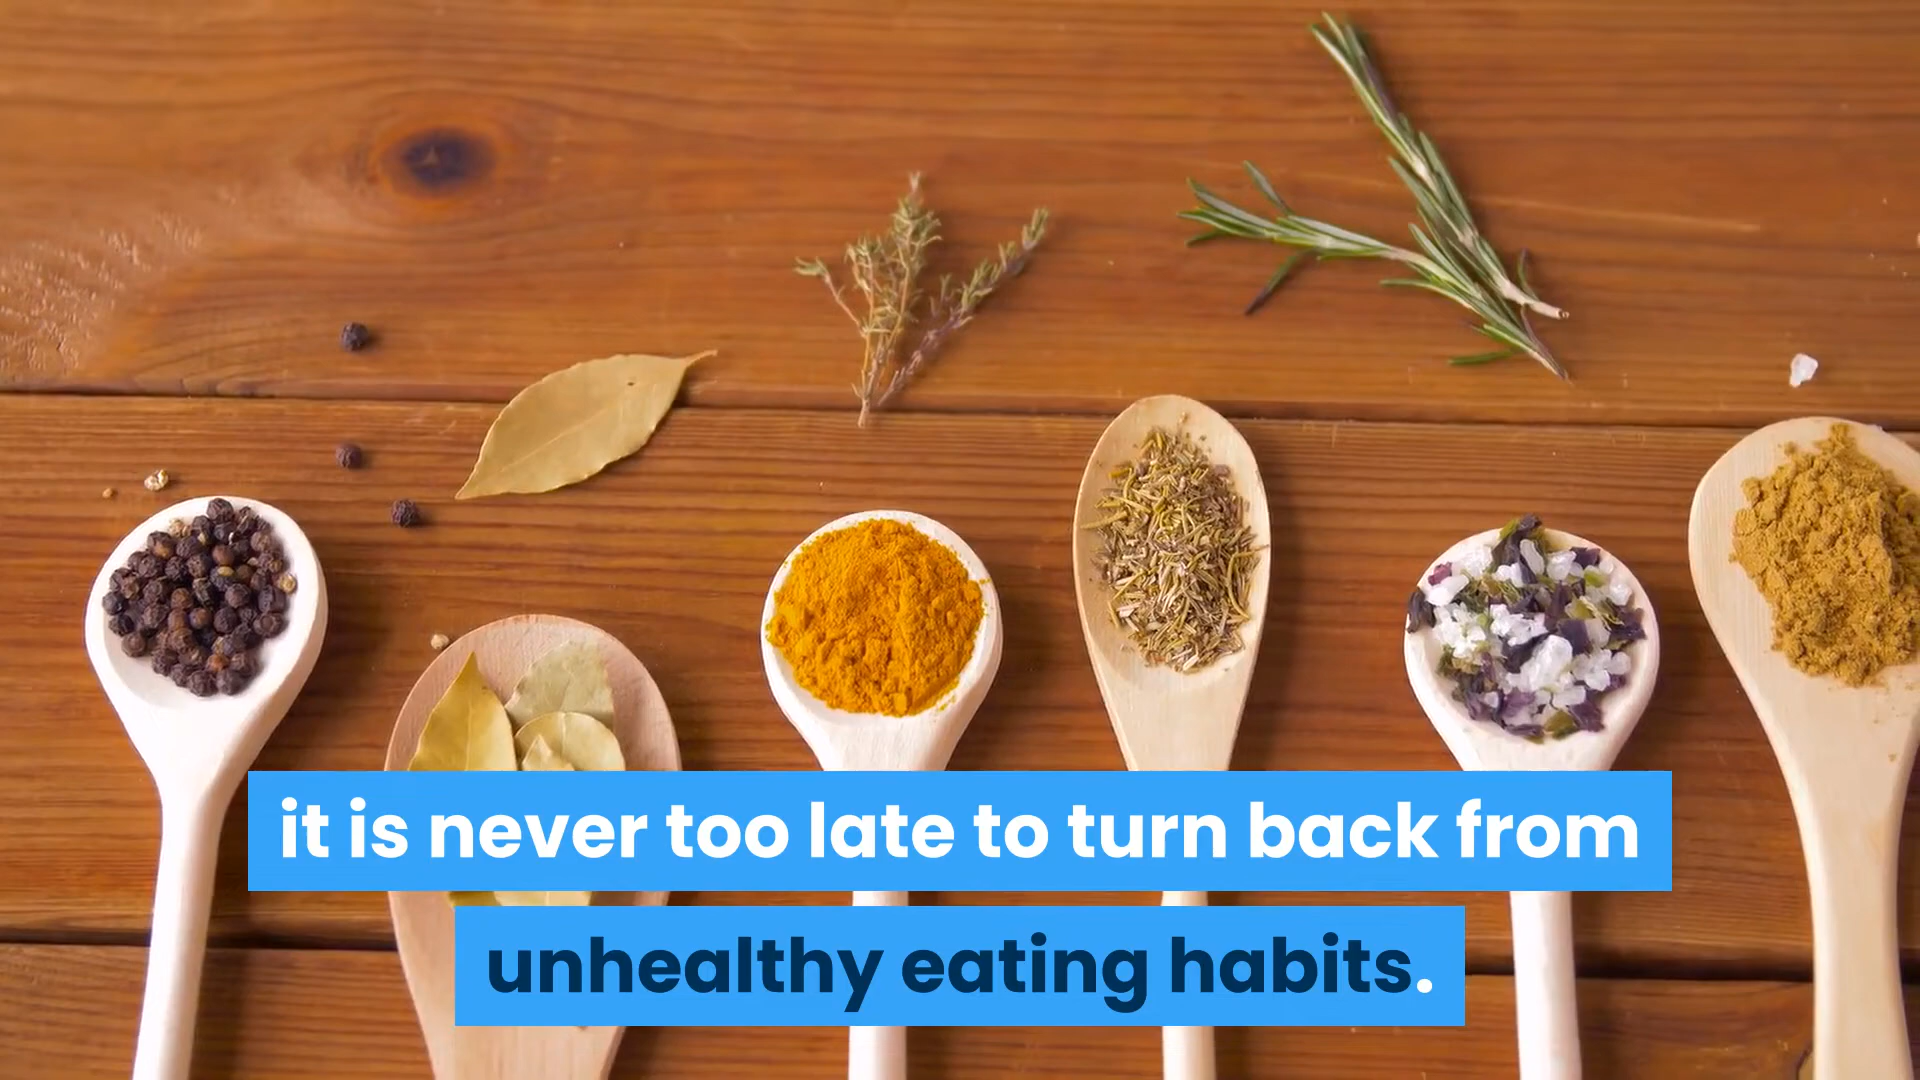 it is never too late to turn back from
unhealthy eating habits.